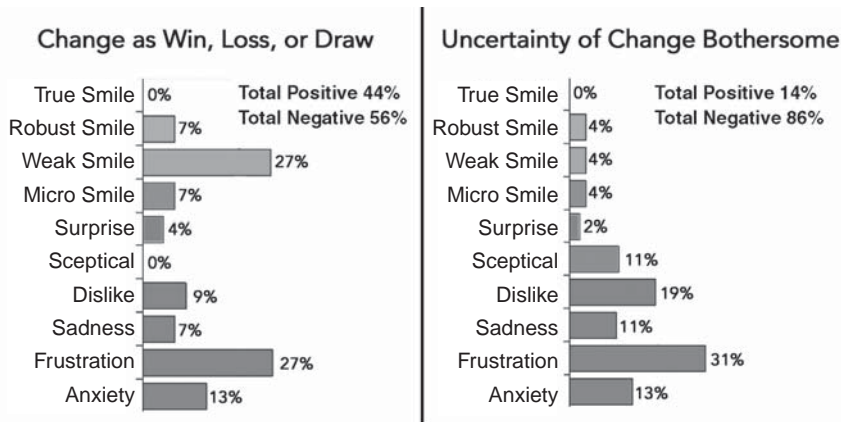 Change as Win, Loss, or Draw
True Smile 0% Total Positive 44%
Total Negative 56%
Robust Smile 7%
Weak Smile 27%
Micro Smile 7%
Surprise 4%
Sceptical 0%
Dislike 9%
Sadness 7%
Frustration 27%
Anxiety 13%
Uncertainty of Change Bothersome
True Smile 0% Total Positive 14%
Total Negative 86%
Robust Smile 4%
Weak Smile 4%
Micro Smile 4%
Surprise 2%
Sceptical 11%
Dislike 19%
Sadness 11%
Frustration 31%
Anxiety 13%